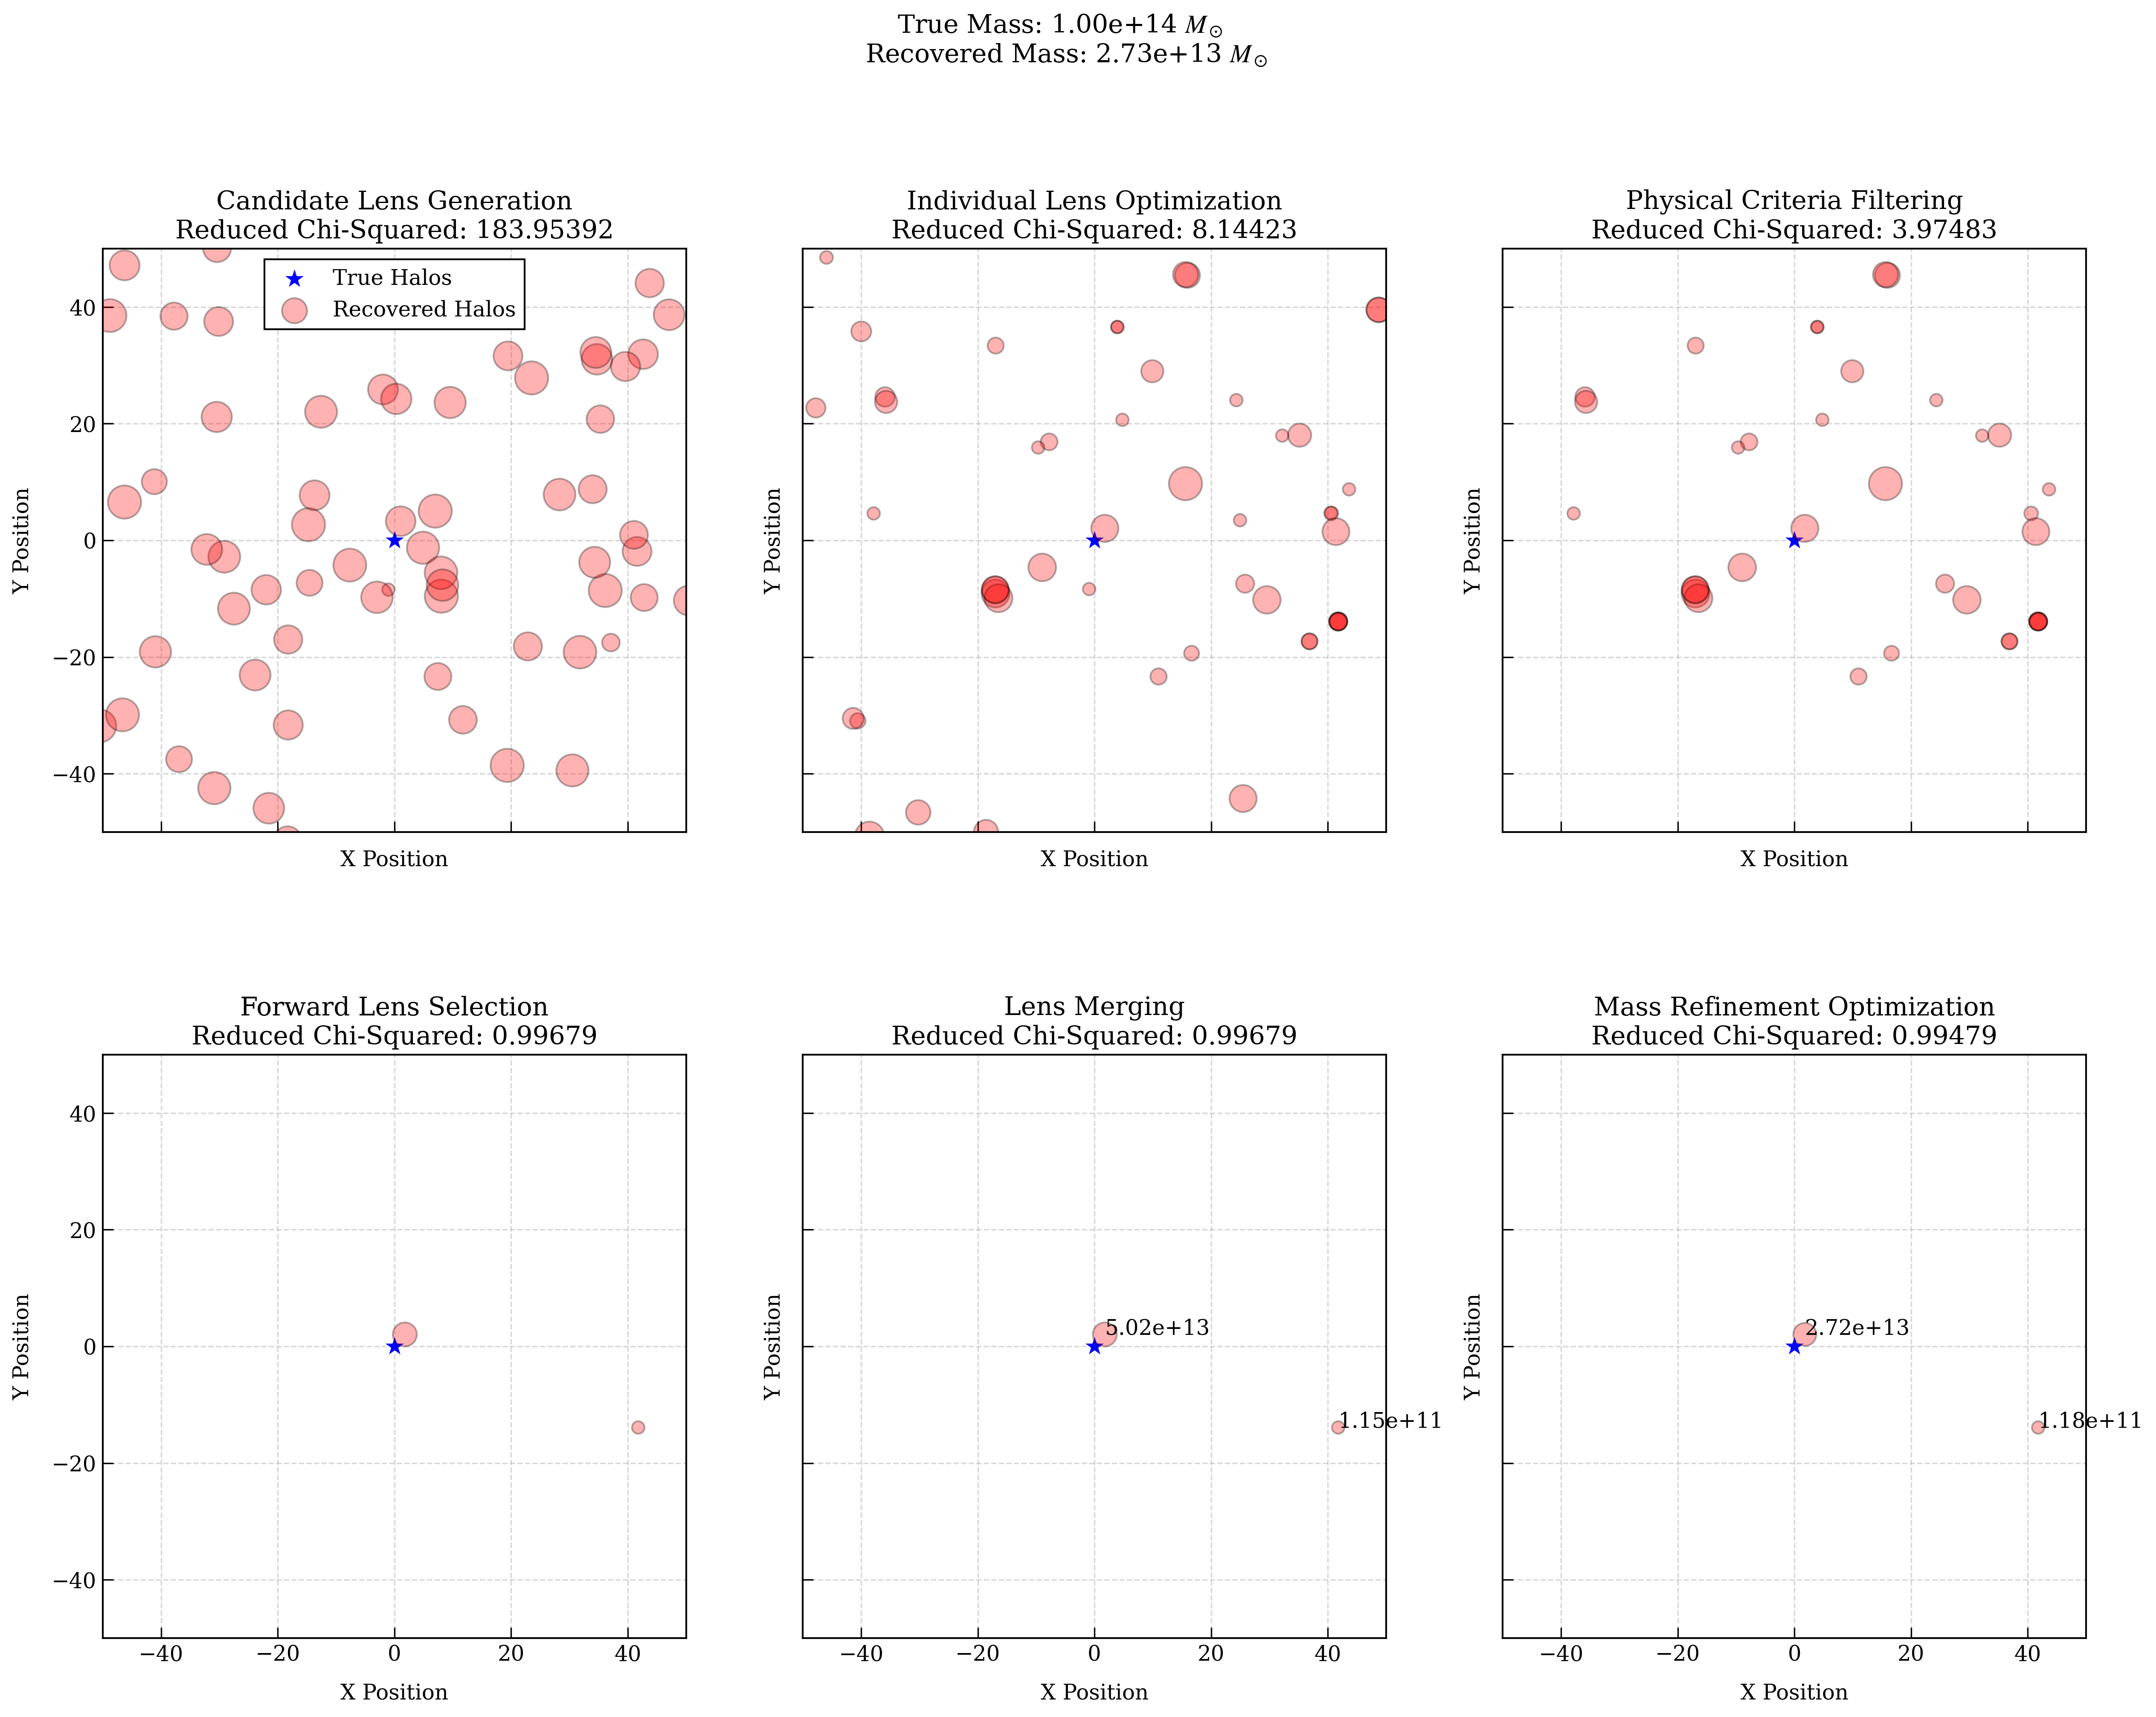 True Mass: 1.00e+14 M⊙
Recovered Mass: 2.73e+13 M⊙
Candidate Lens Generation
Reduced Chi-Squared: 183.95392
Individual Lens Optimization
Reduced Chi-Squared: 8.14423
Physical Criteria Filtering
Reduced Chi-Squared: 3.97483
True Halos
Recovered Halos
40
20
0
−20
−40
Y Position
Y Position
Y Position
X Position
X Position
X Position
Forward Lens Selection
Reduced Chi-Squared: 0.99679
Lens Merging
Reduced Chi-Squared: 0.99679
Mass Refinement Optimization
Reduced Chi-Squared: 0.99479
40
20
0
−20
−40
Y Position
Y Position
Y Position
5.02e+13
1.15e+11
2.72e+13
1.18e+11
−40 −20 0 20 40
−40 −20 0 20 40
−40 −20 0 20 40
X Position
X Position
X Position